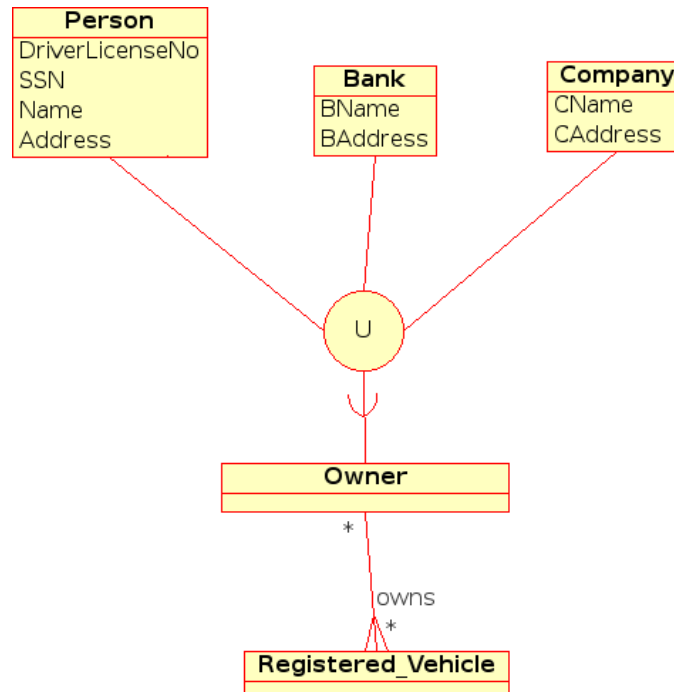 Person
DriverLicenseNo
SSN
Name
Address
Bank
BName
BAddress
Company
CName
CAddress
U
Owner
*
owns
*
Registered_Vehicle